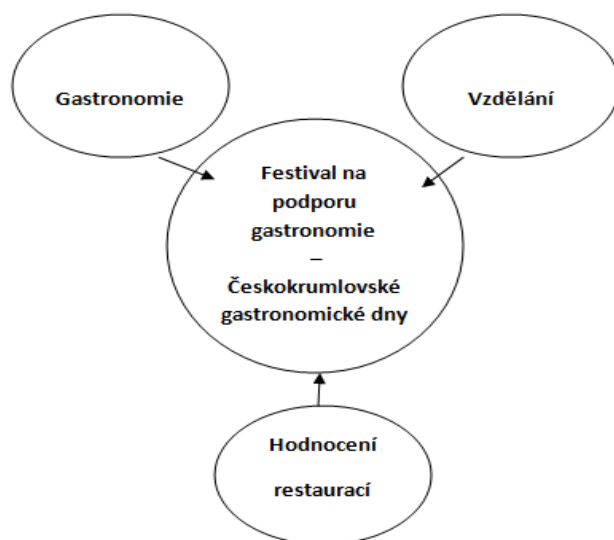 Gastronomie
Vzdělání
Festival na
podporu
gastronomie
–
Českokrumlovské
gastronomické dny
Hodnocení
restaurací